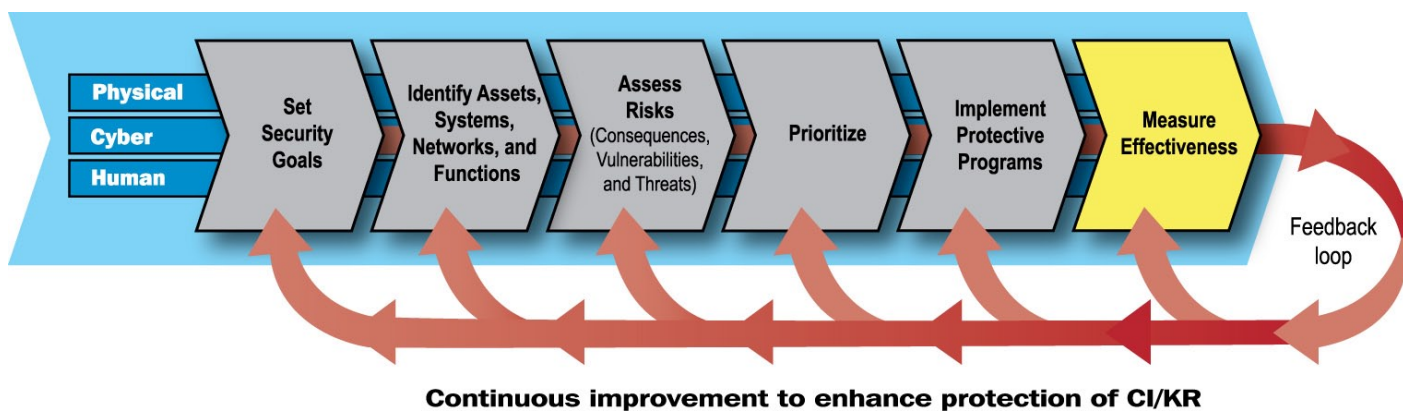 Physical
Cyber
Human
Set
Security
Goals
Identify Assets,
Systems,
Networks, and
Functions
Assess
Risks
(Consequences,
Vulnerabilities,
and Threats)
Prioritize
Implement
Protective
Programs
Measure
Effectiveness
Feedback
loop
Continuous improvement to enhance protection of CI/KR